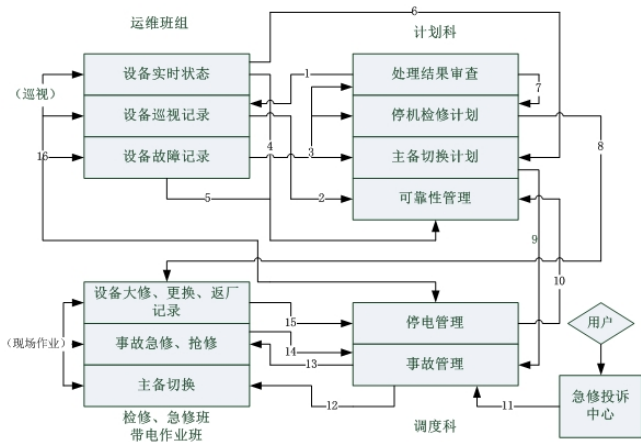 运维班组
计划科
6
设备实时状态
处理结果审查
1
7
（巡视）
设备巡视记录
停机检修计划
8
16
设备故障记录
4
3
主备切换计划
5
2
可靠性管理
9
10
设备大修、更换、返厂
记录
15
停电管理
用户
（现场作业）
事故急修、抢修
14
13
事故管理
主备切换
12
11
急修投诉
中心
检修、急修班
带电作业班
调度科